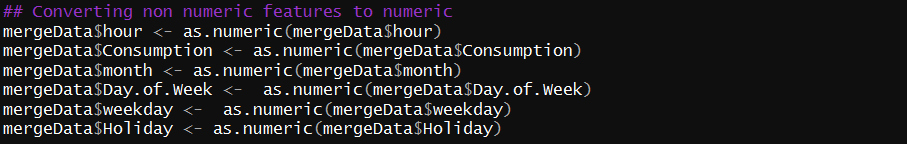 ## Converting non numeric features to numeric
mergeData$hour <- as.numeric(mergeData$hour)
mergeData$Consumption <- as.numeric(mergeData$Consumption)
mergeData$month <- as.numeric(mergeData$month)
mergeData$Day.of.Week <-  as.numeric(mergeData$Day.of.Week)
mergeData$weekday <-  as.numeric(mergeData$weekday)
mergeData$Holiday <- as.numeric(mergeData$Holiday)